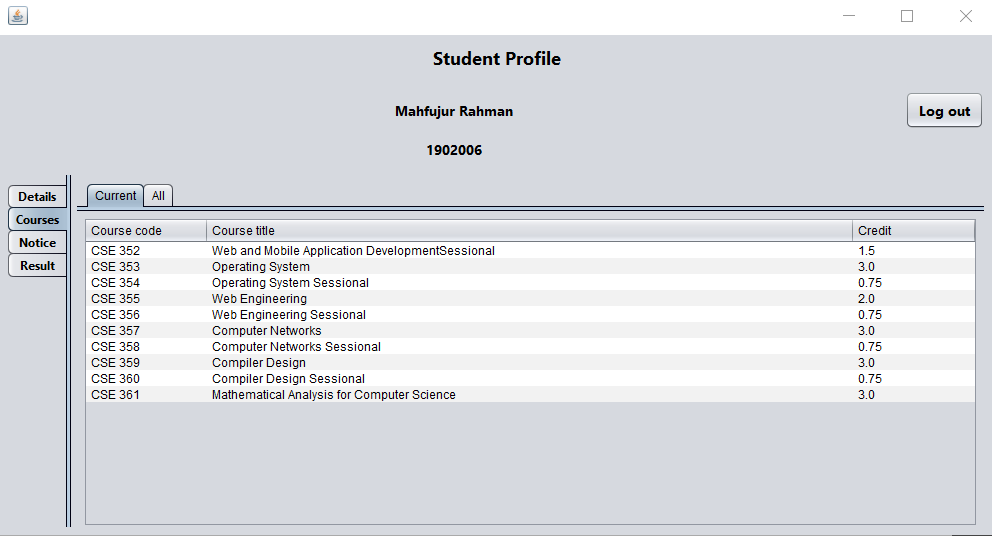 Student Profile
Mahfujur Rahman
Log out
1902006
Details
Courses
Notice
Result
Current All
Course code Course title Credit
CSE 352 Web and Mobile Application DevelopmentSessional 1.5
CSE 353 Operating System 3.0
CSE 354 Operating System Sessional 0.75
CSE 355 Web Engineering 2.0
CSE 356 Web Engineering Sessional 0.75
CSE 357 Computer Networks 3.0
CSE 358 Computer Networks Sessional 0.75
CSE 359 Compiler Design 3.0
CSE 360 Compiler Design Sessional 0.75
CSE 361 Mathematical Analysis for Computer Science 3.0